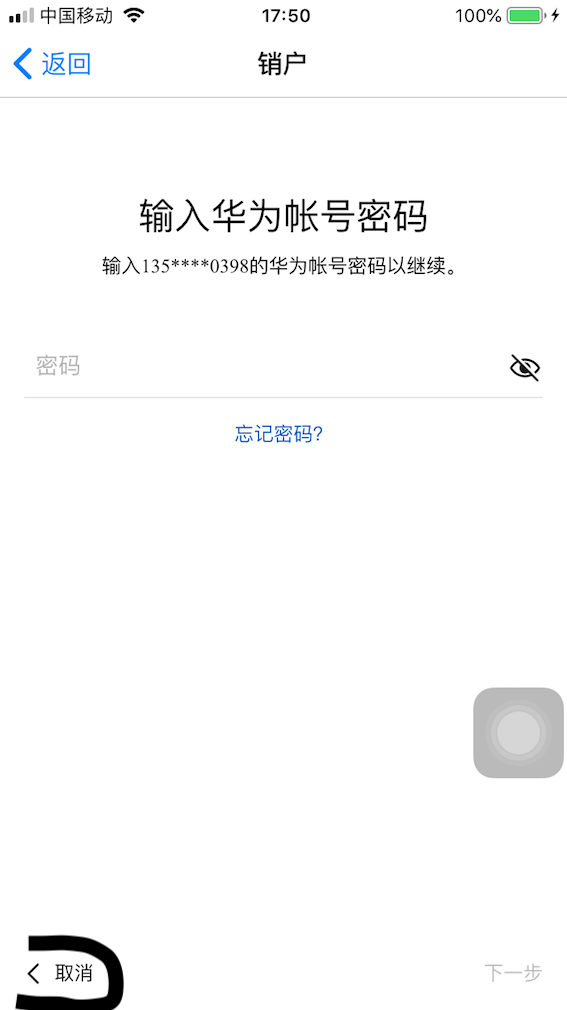 中国移动 17:50 100%
返回 销户
输入华为帐号密码
输入135****0398的华为帐号密码以继续。
密码
忘记密码?
取消 下一步